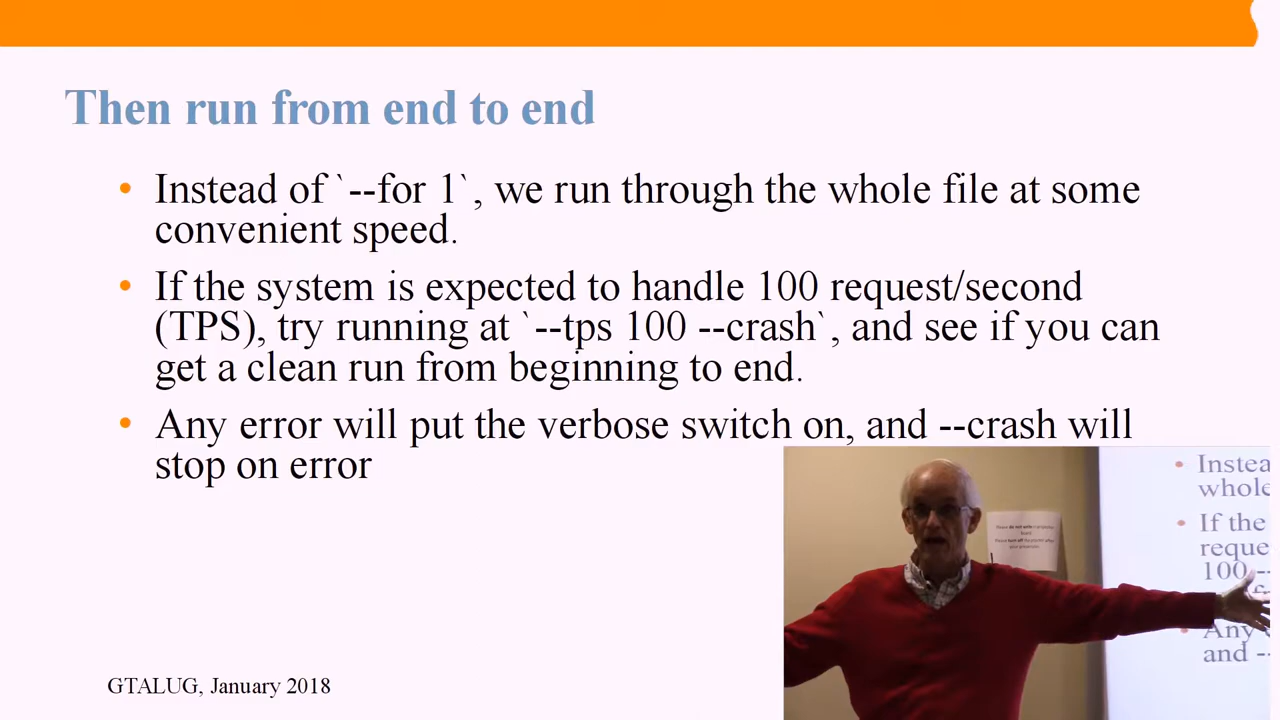 Then run from end to end
• Instead of `--for 1`, we run through the whole file at some
convenient speed.
• If the system is expected to handle 100 request/second
(TPS), try running at `--tps 100 --crash`, and see if you can
get a clean run from beginning to end.
• Any error will put the verbose switch on, and --crash will
stop on error
• Instea
whole
• If the
reque
100 --
Any
and --
GTALUG, January 2018